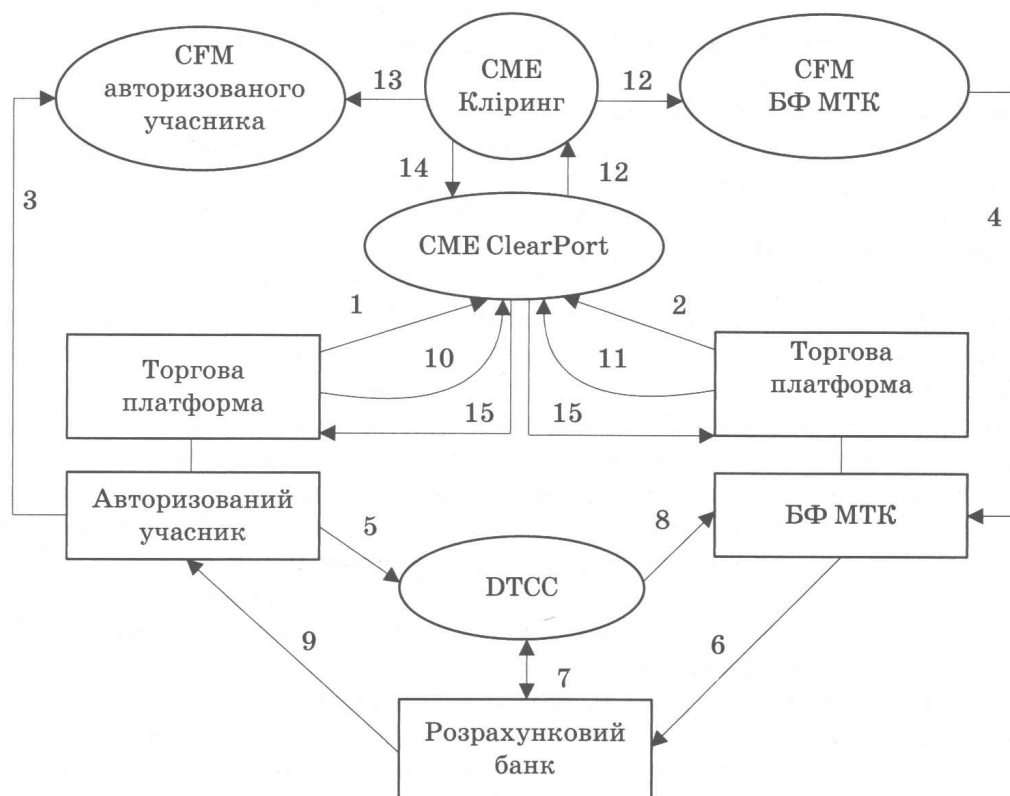 CFM
авторизованого
учасника
13
CME
Кліринг
12
CFM
БФ МТК
3
14
12
4
CME ClearPort
1
2
Торгова
платформа
10
11
Торгова
платформа
15
15
Авторизований
учасник
5
8
БФ МТК
DTCC
9
7
6
Розрахунковий
банк